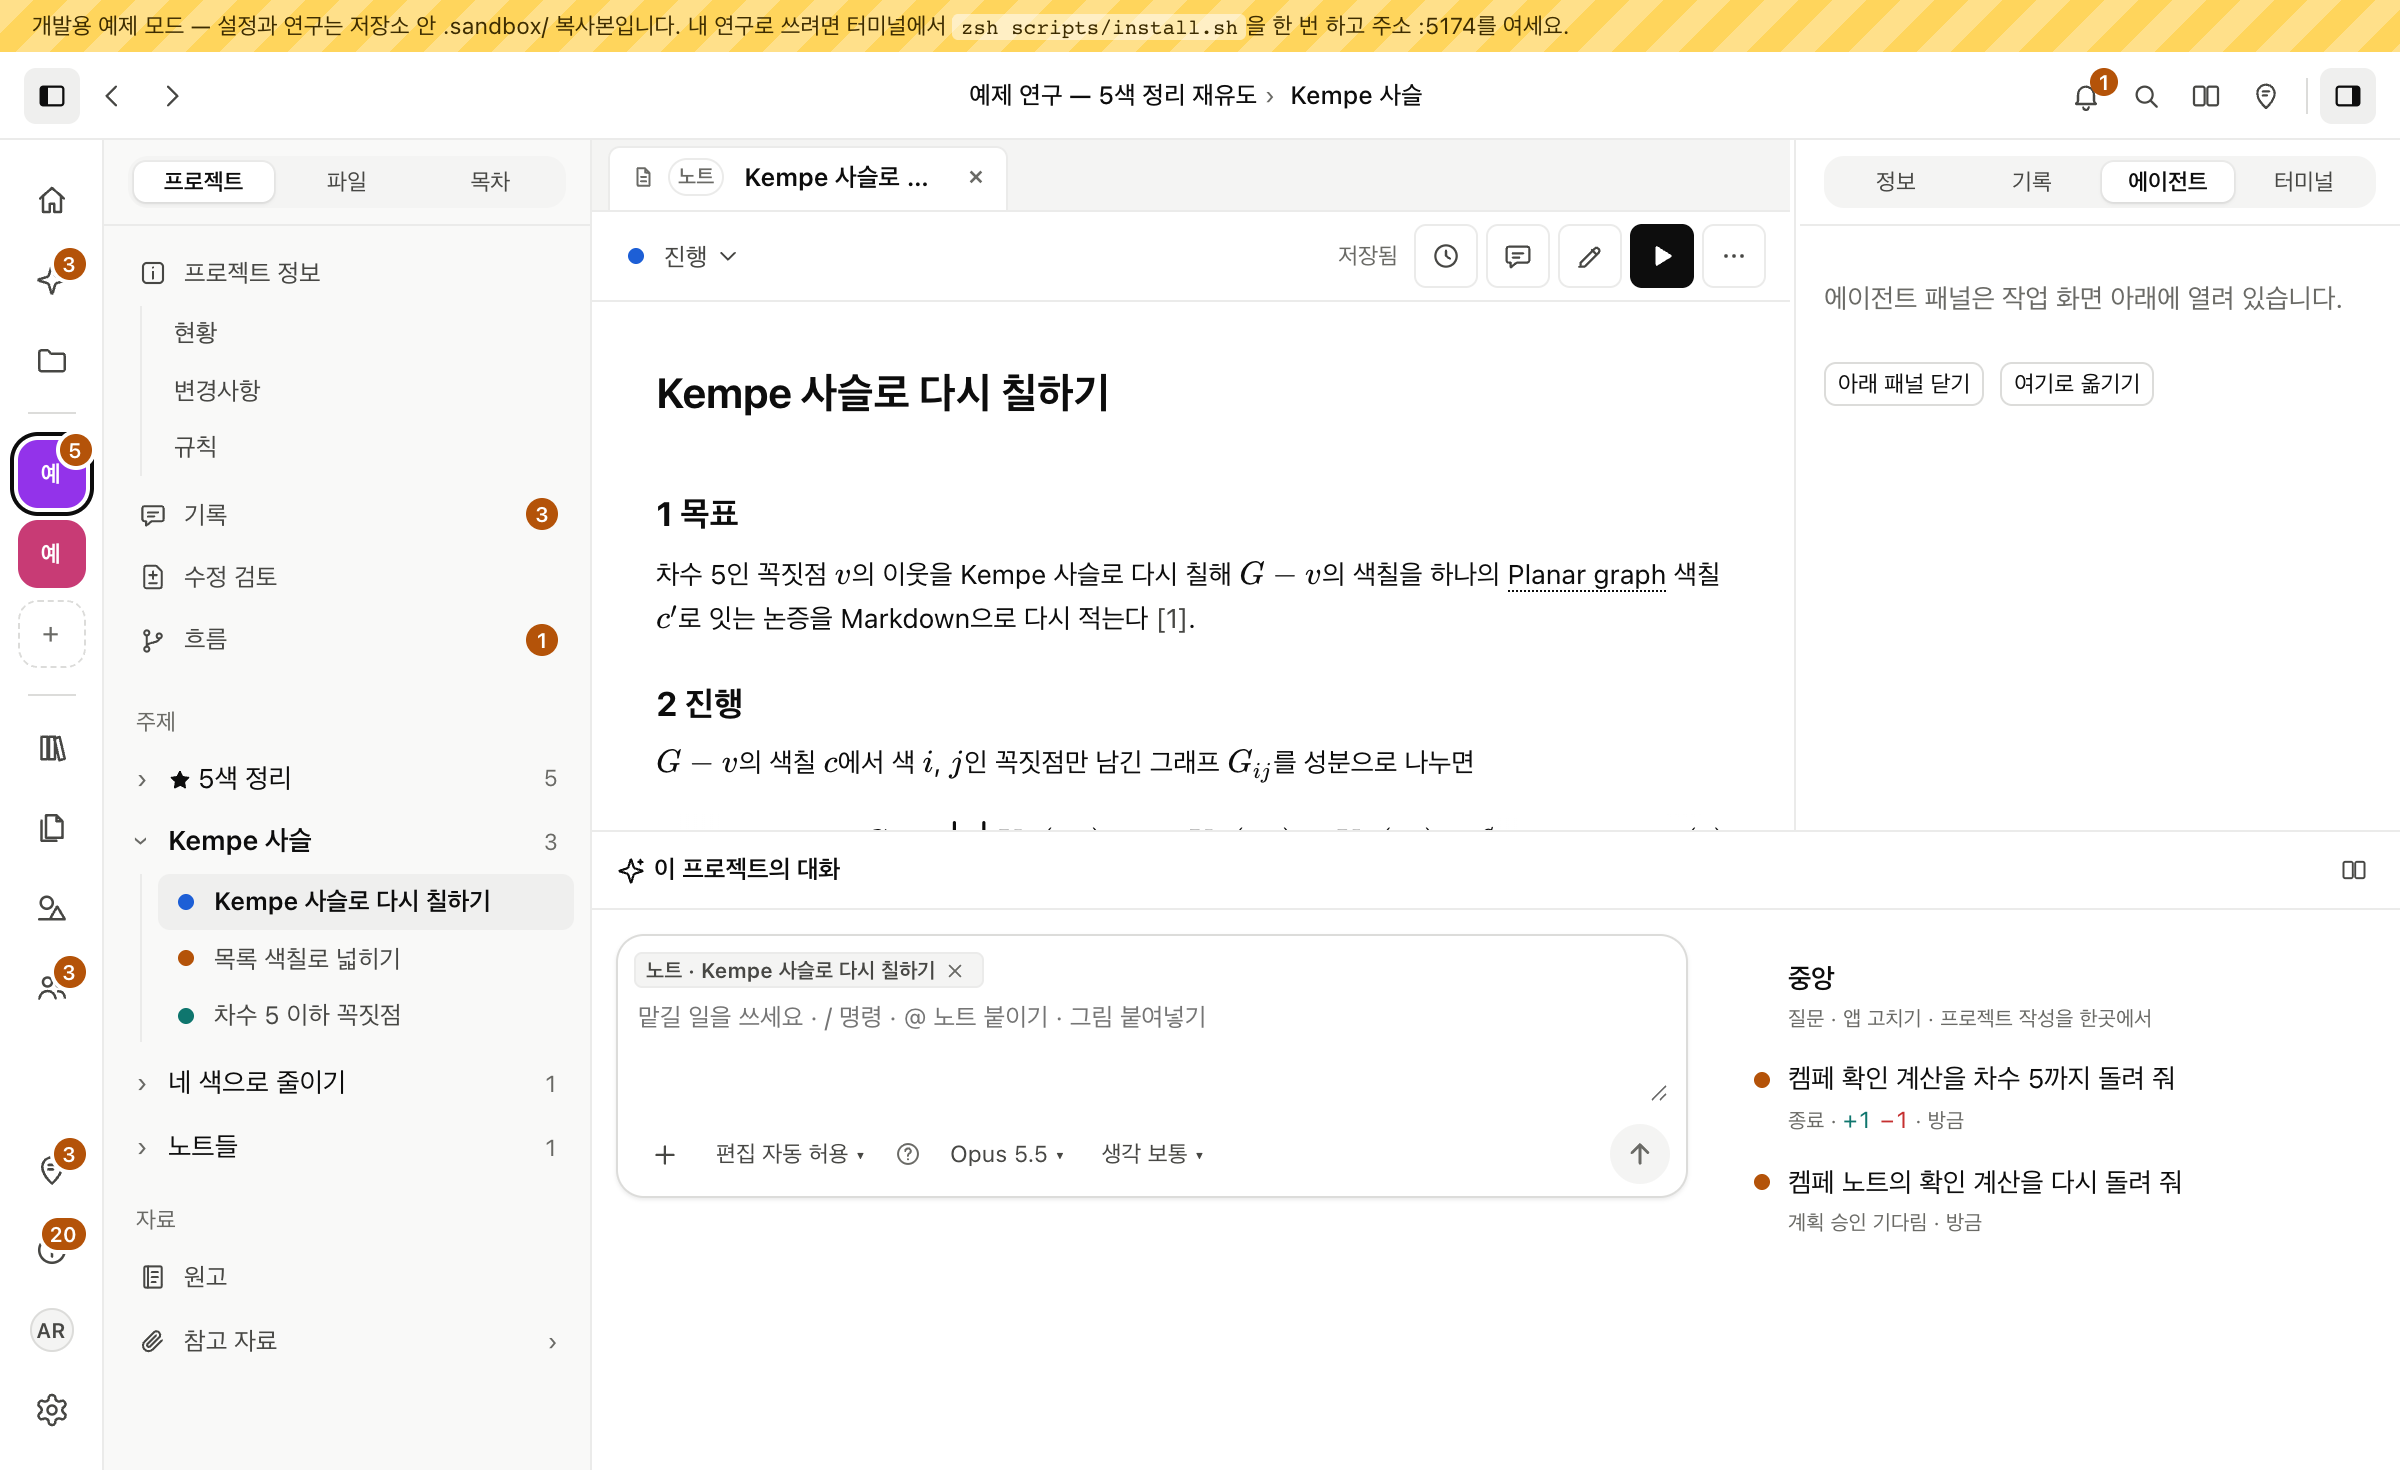 개발용 예제 모드 — 설정과 연구는 저장소 안 .sandbox/ 복사본입니다. 내 연구로 쓰려면 터미널에서 zsh scripts/install.sh을 한 번 하고 주소 :5174를 여세요.
예제 연구 — 5색 정리 재유도 › Kempe 사슬
1
3
5
예
예
+
3
3
20
AR
프로젝트 파일 목차
프로젝트 정보
현황
변경사항
규칙
기록 3
수정 검토
흐름 1
주제
› ★ 5색 정리 5
Kempe 사슬 3
Kempe 사슬로 다시 칠하기
목록 색칠로 넓히기
차수 5 이하 꼭짓점
› 네 색으로 줄이기 1
› 노트들 1
자료
원고
참고 자료 ›
노트 Kempe 사슬로 ... ×
진행 저장됨 ...
Kempe 사슬로 다시 칠하기
1 목표
차수 5인 꼭짓점 v의 이웃을 Kempe 사슬로 다시 칠해 G − v의 색칠을 하나의 Planar graph 색칠
c′로 잇는 논증을 Markdown으로 다시 적는다 [1].
2 진행
G − v의 색칠 c에서 색 i, j인 꼭짓점만 남긴 그래프 G_ij를 성분으로 나누면
정보 기록 에이전트 터미널
에이전트 패널은 작업 화면 아래에 열려 있습니다.
아래 패널 닫기 여기로 옮기기
이 프로젝트의 대화
노트 · Kempe 사슬로 다시 칠하기 ×
맡길 일을 쓰세요 · / 명령 · @ 노트 붙이기 · 그림 붙여넣기
+ 편집 자동 허용 ▾ ? Opus 5.5 ▾ 생각 보통 ▾
중앙
질문 · 앱 고치기 · 프로젝트 작성을 한곳에서
켐페 확인 계산을 차수 5까지 돌려 줘
종료 · +1 −1 · 방금
켐페 노트의 확인 계산을 다시 돌려 줘
계획 승인 기다림 · 방금